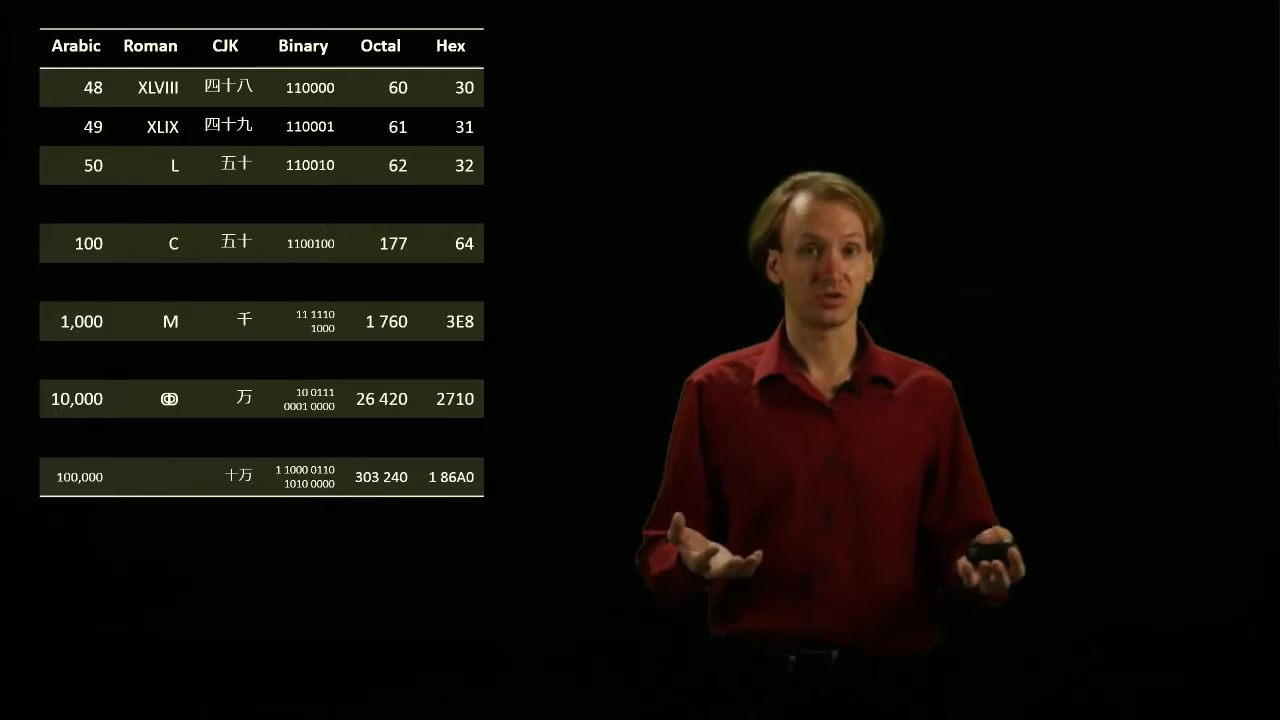 Arabic Roman CJK Binary Octal Hex
48 XLVIII 四十八 110000 60 30
49 XLIX 四十九 110001 61 31
50 L 五十 110010 62 32
100 C 五十 1100100 177 64
1,000 M 千 11 1110 1000 1 760 3E8
10,000 ↂ 万 10 0111 0001 0000 26 420 2710
100,000 十万 1 1000 0110 1010 0000 303 240 1 86A0